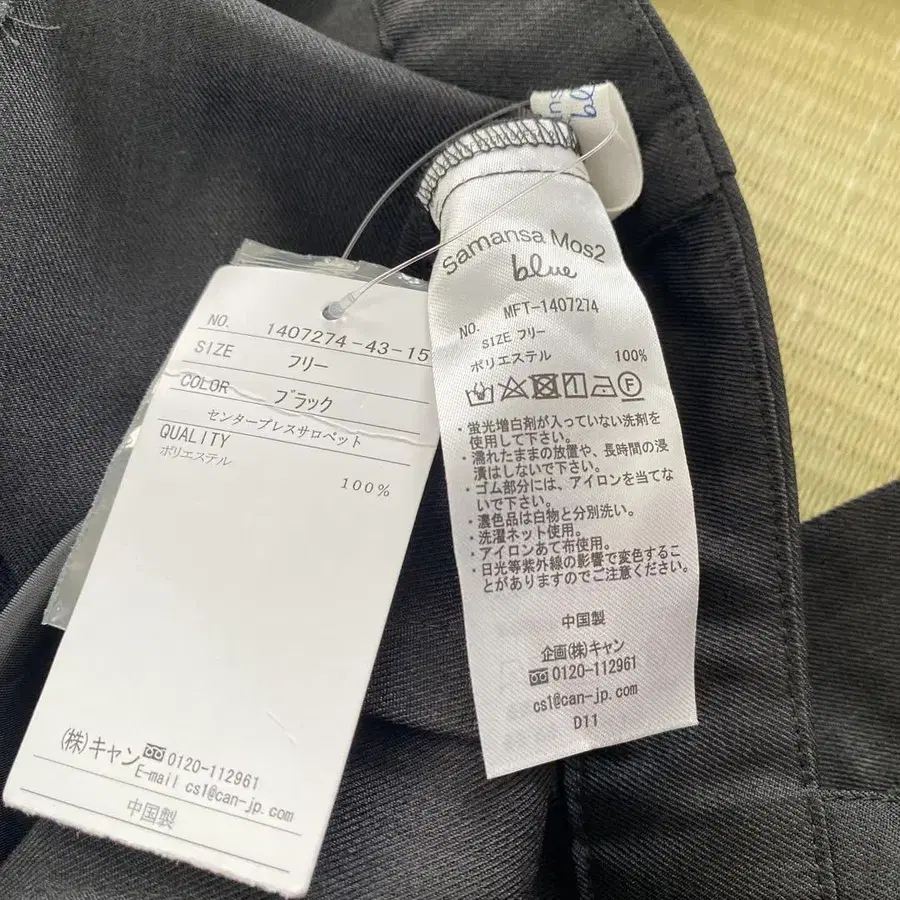 NO. 1407274-43-15
SIZE フリー
COLOR ブラック
センタープレスサロペット
QUALITY
ポリエステル
100%
(株)キャン 0120-112961
E-mail cs1@can-jp.com
中国製
blue
Samansa Mos2
blue
NO. MFT-1407274
SIZE フリー
ポリエステル 100%
・蛍光増白剤が入っていない洗剤を
使用して下さい。
・濡れたままの放置や、長時間の浸
漬はしないで下さい。
・ゴム部分には、アイロンを当てな
いで下さい。
・濃色品は白物と分別洗い。
・洗濯ネット使用。
・アイロンあて布使用。
・日光等紫外線の影響で変色するこ
とがありますのでご注意ください。
中国製
企画(株)キャン
0120-112961
cs1@can-jp.com
D11